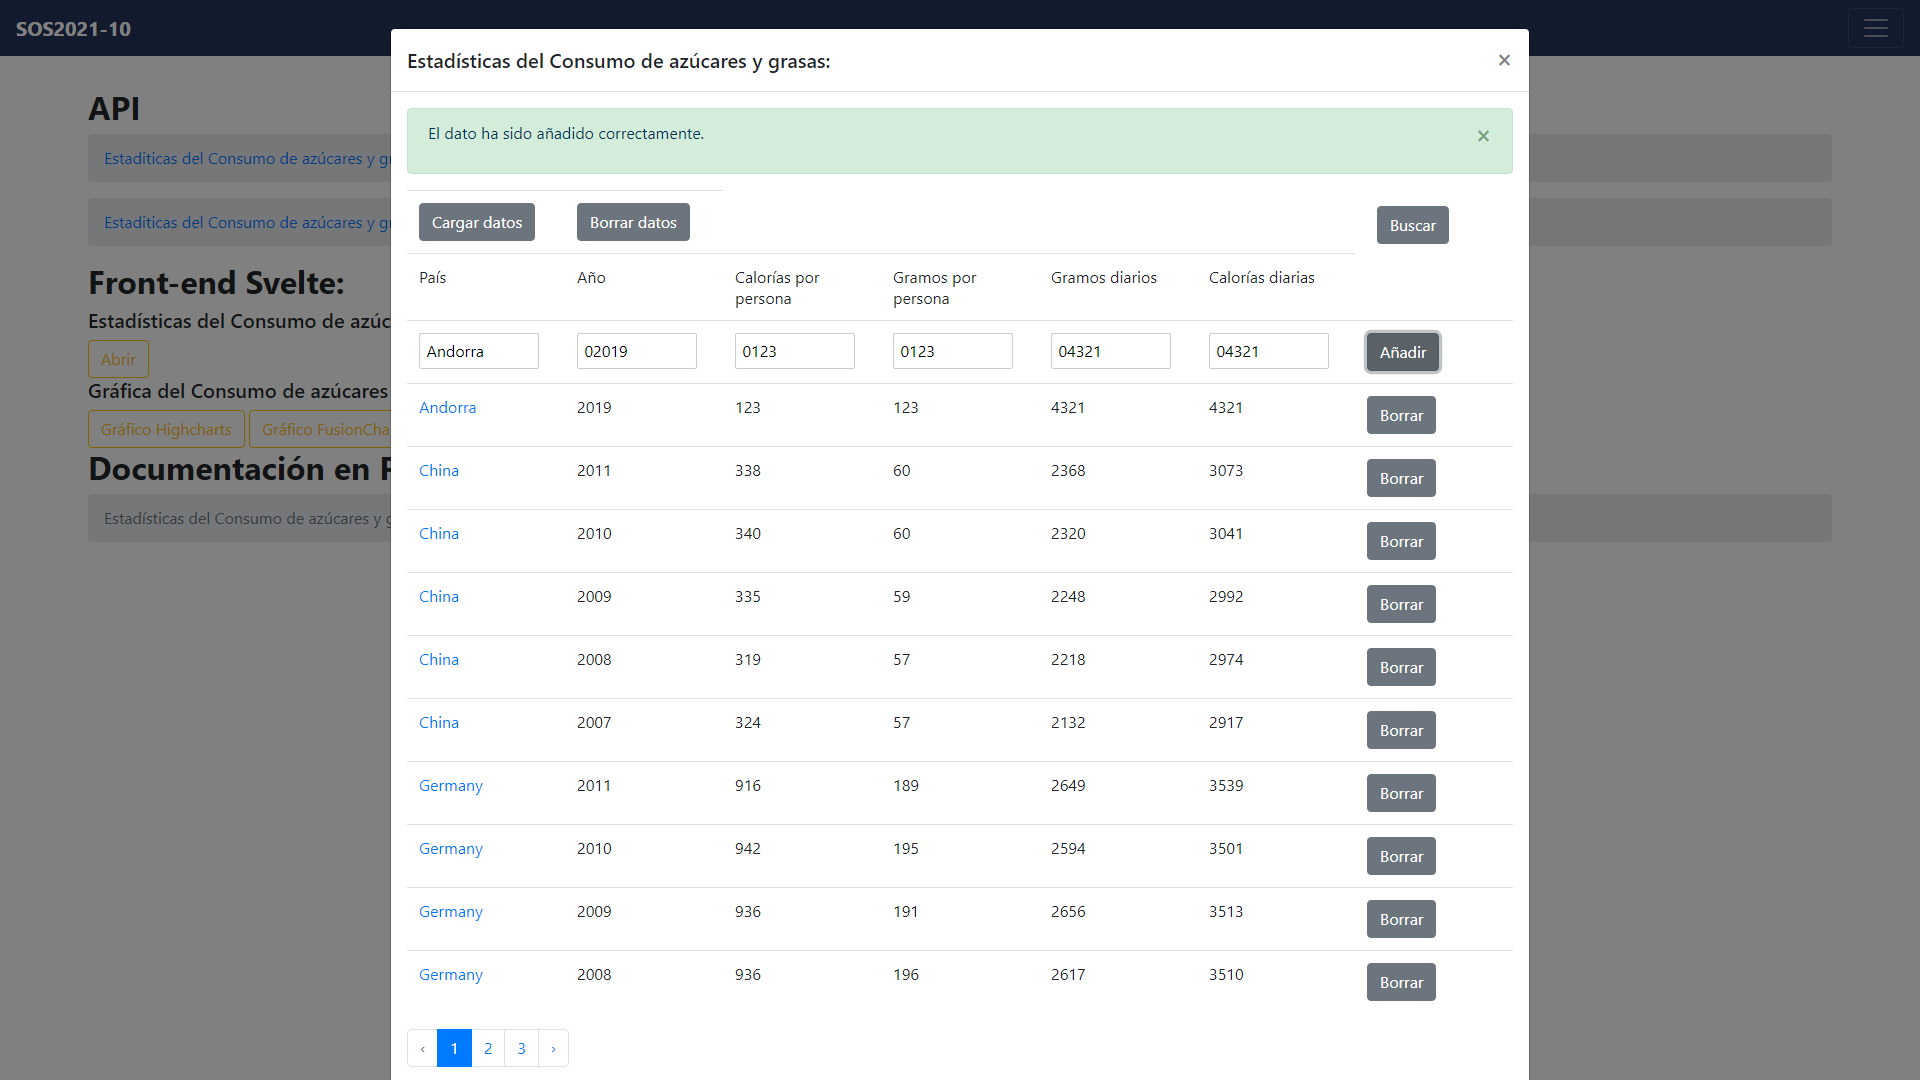 SOS2021-10
Estadísticas del Consumo de azúcares y grasas:
×
El dato ha sido añadido correctamente.
×
API
Estaditicas del Consumo de azúcares y gr
Estaditicas del Consumo de azúcares y gr
Front-end Svelte:
Estadísticas del Consumo de azúc
Abrir
Gráfica del Consumo de azúcares
Gráfico Highcharts Gráfico FusionCha
Documentación en P
Estadísticas del Consumo de azúcares y g
Cargar datos Borrar datos Buscar
País Año Calorías por persona Gramos por persona Gramos diarios Calorías diarias
Andorra 02019 0123 0123 04321 04321 Añadir
Andorra 2019 123 123 4321 4321 Borrar
China 2011 338 60 2368 3073 Borrar
China 2010 340 60 2320 3041 Borrar
China 2009 335 59 2248 2992 Borrar
China 2008 319 57 2218 2974 Borrar
China 2007 324 57 2132 2917 Borrar
Germany 2011 916 189 2649 3539 Borrar
Germany 2010 942 195 2594 3501 Borrar
Germany 2009 936 191 2656 3513 Borrar
Germany 2008 936 196 2617 3510 Borrar
‹ 1 2 3 ›